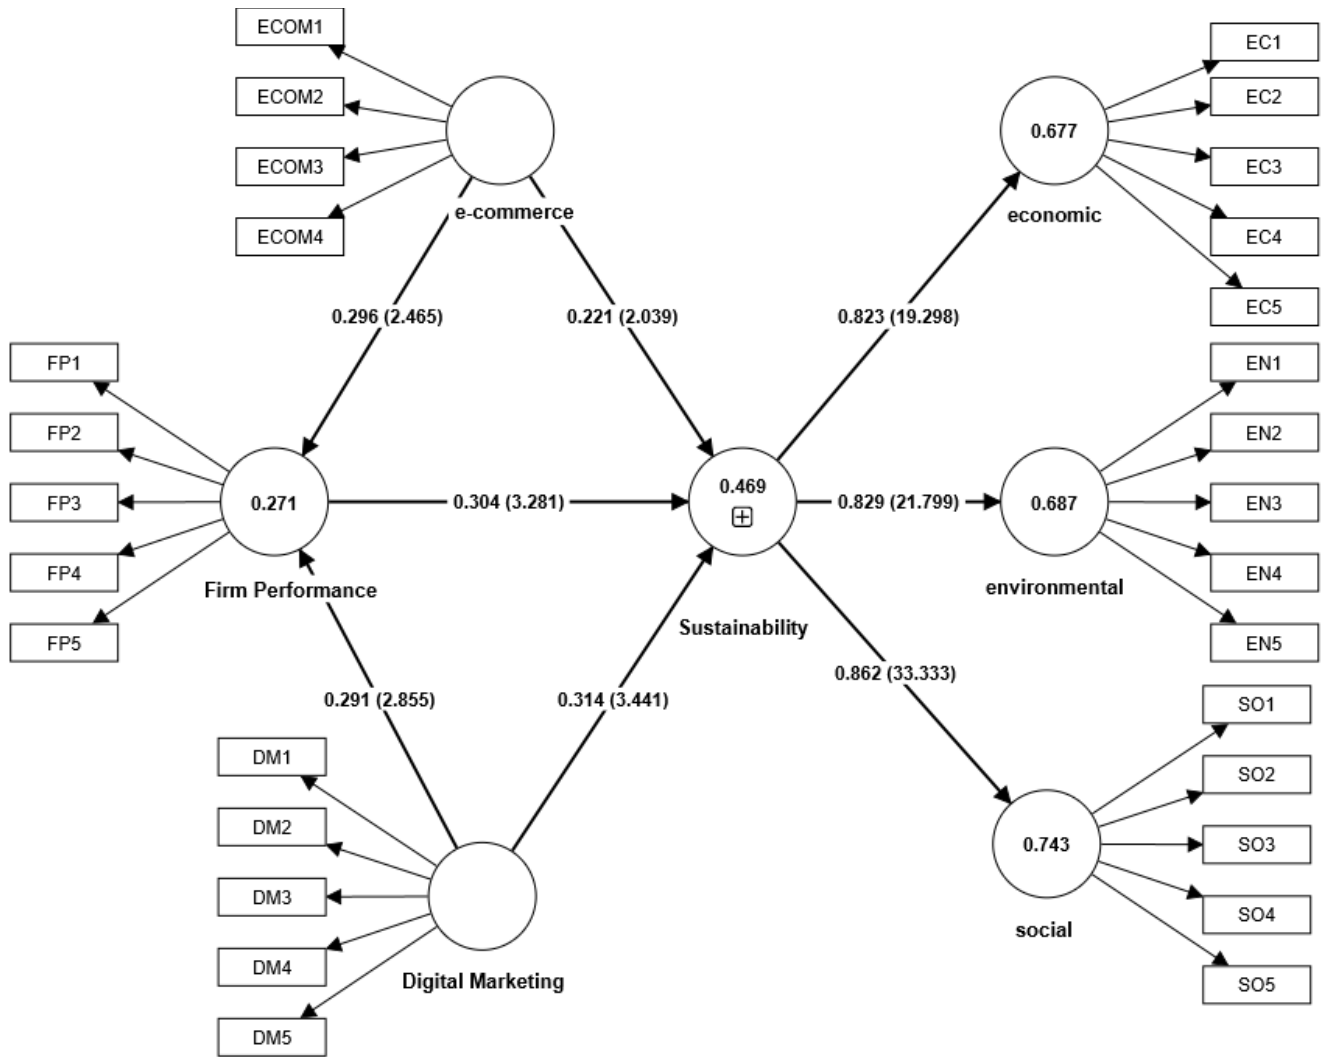 ECOM1
ECOM2
ECOM3
ECOM4
e-commerce
0.296 (2.465)
0.221 (2.039)
FP1
FP2
FP3
FP4
FP5
0.271
Firm Performance
0.304 (3.281)
0.291 (2.855)
0.314 (3.441)
DM1
DM2
DM3
DM4
DM5
Digital Marketing
0.469
Sustainability
0.823 (19.298)
0.829 (21.799)
0.862 (33.333)
0.677
economic
EC1
EC2
EC3
EC4
EC5
0.687
environmental
EN1
EN2
EN3
EN4
EN5
0.743
social
SO1
SO2
SO3
SO4
SO5